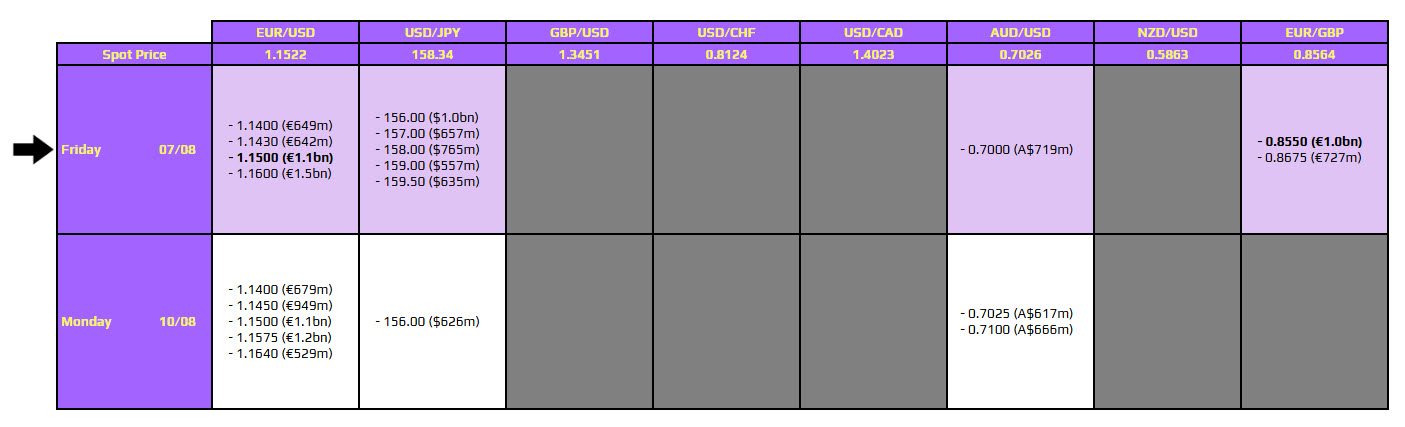 EUR/USD USD/JPY GBP/USD USD/CHF USD/CAD AUD/USD NZD/USD EUR/GBP
Spot Price 1.1522 158.34 1.3451 0.8124 1.4023 0.7026 0.5863 0.8564
Friday 07/08
- 1.1400 (€649m)
- 1.1430 (€642m)
- 1.1500 (€1.1bn)
- 1.1600 (€1.5bn)
- 156.00 ($1.0bn)
- 157.00 ($657m)
- 158.00 ($765m)
- 159.00 ($557m)
- 159.50 ($635m)
- 0.7000 (A$719m)
- 0.8550 (€1.0bn)
- 0.8675 (€727m)
Monday 10/08
- 1.1400 (€679m)
- 1.1450 (€949m)
- 1.1500 (€1.1bn)
- 1.1575 (€1.2bn)
- 1.1640 (€529m)
- 156.00 ($626m)
- 0.7025 (A$617m)
- 0.7100 (A$666m)